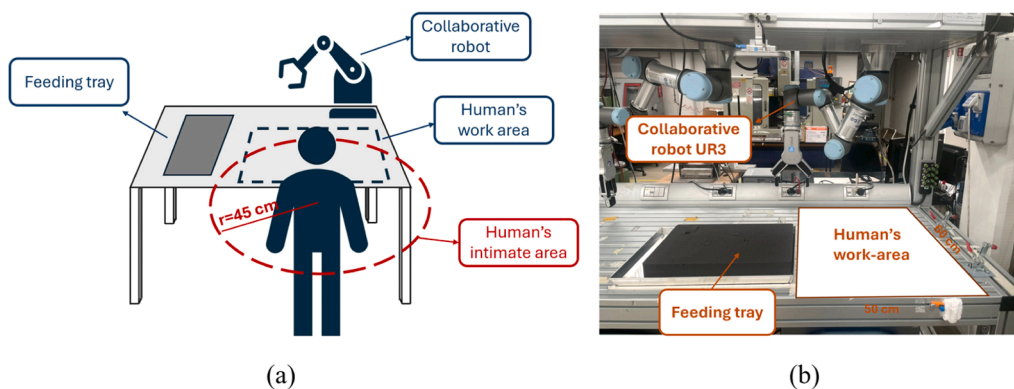 Collaborative
robot
Feeding tray
Human's
work area
r=45 cm
Human's
intimate area
(a)
Collaborative
robot UR3
Human's
work-area
50 cm
Feeding tray
50 cm
(b)